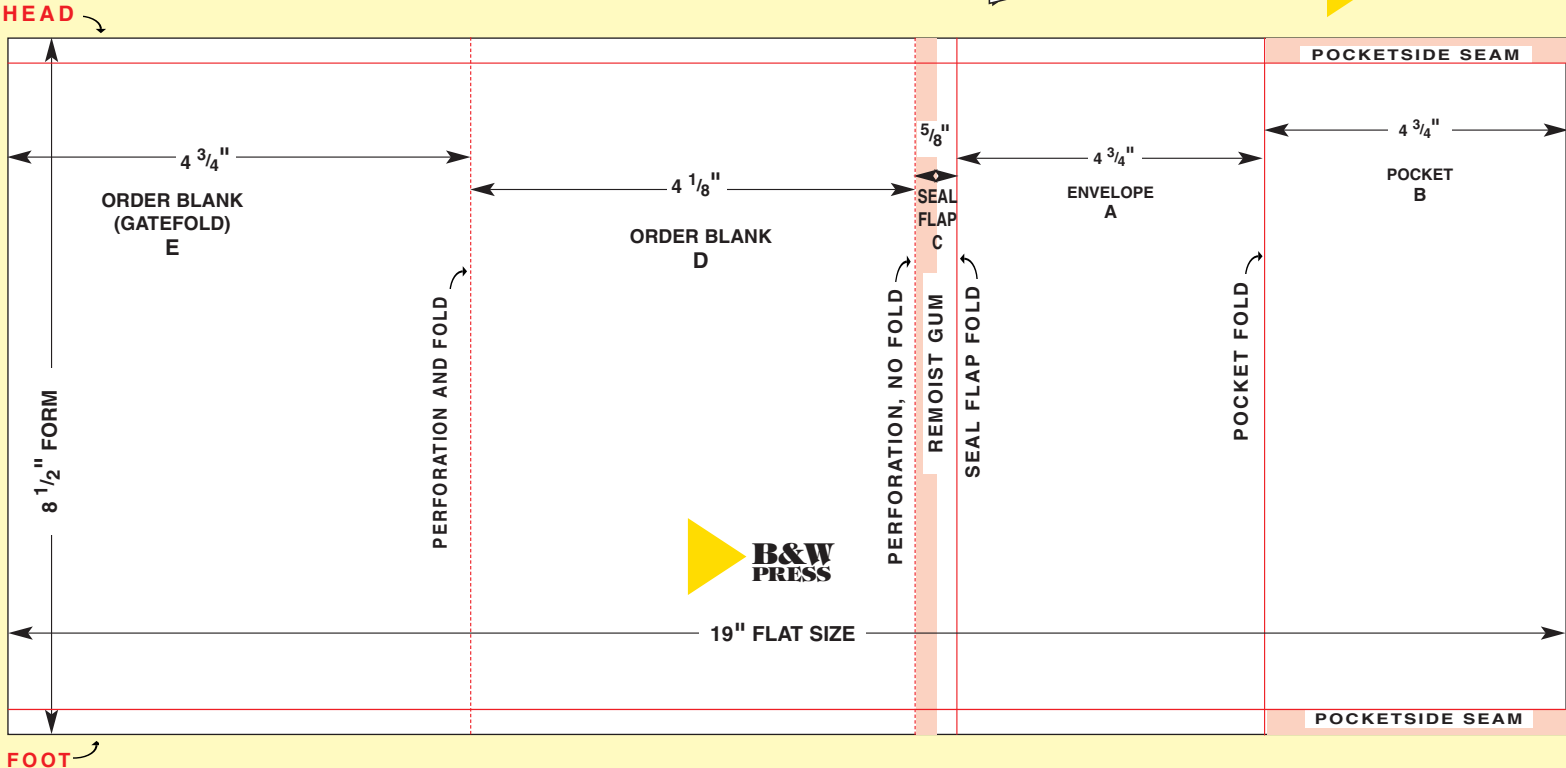 HEAD
POCKETSIDE SEAM
4 3/4"
ORDER BLANK
(GATEFOLD)
E
4 1/8"
ORDER BLANK
D
5/8"
SEAL
FLAP
C
4 3/4"
ENVELOPE
A
4 3/4"
POCKET
B
8 1/2" FORM
PERFORATION AND FOLD
PERFORATION, NO FOLD
REMOIST GUM
SEAL FLAP FOLD
POCKET FOLD
B&W
PRESS
19" FLAT SIZE
POCKETSIDE SEAM
FOOT